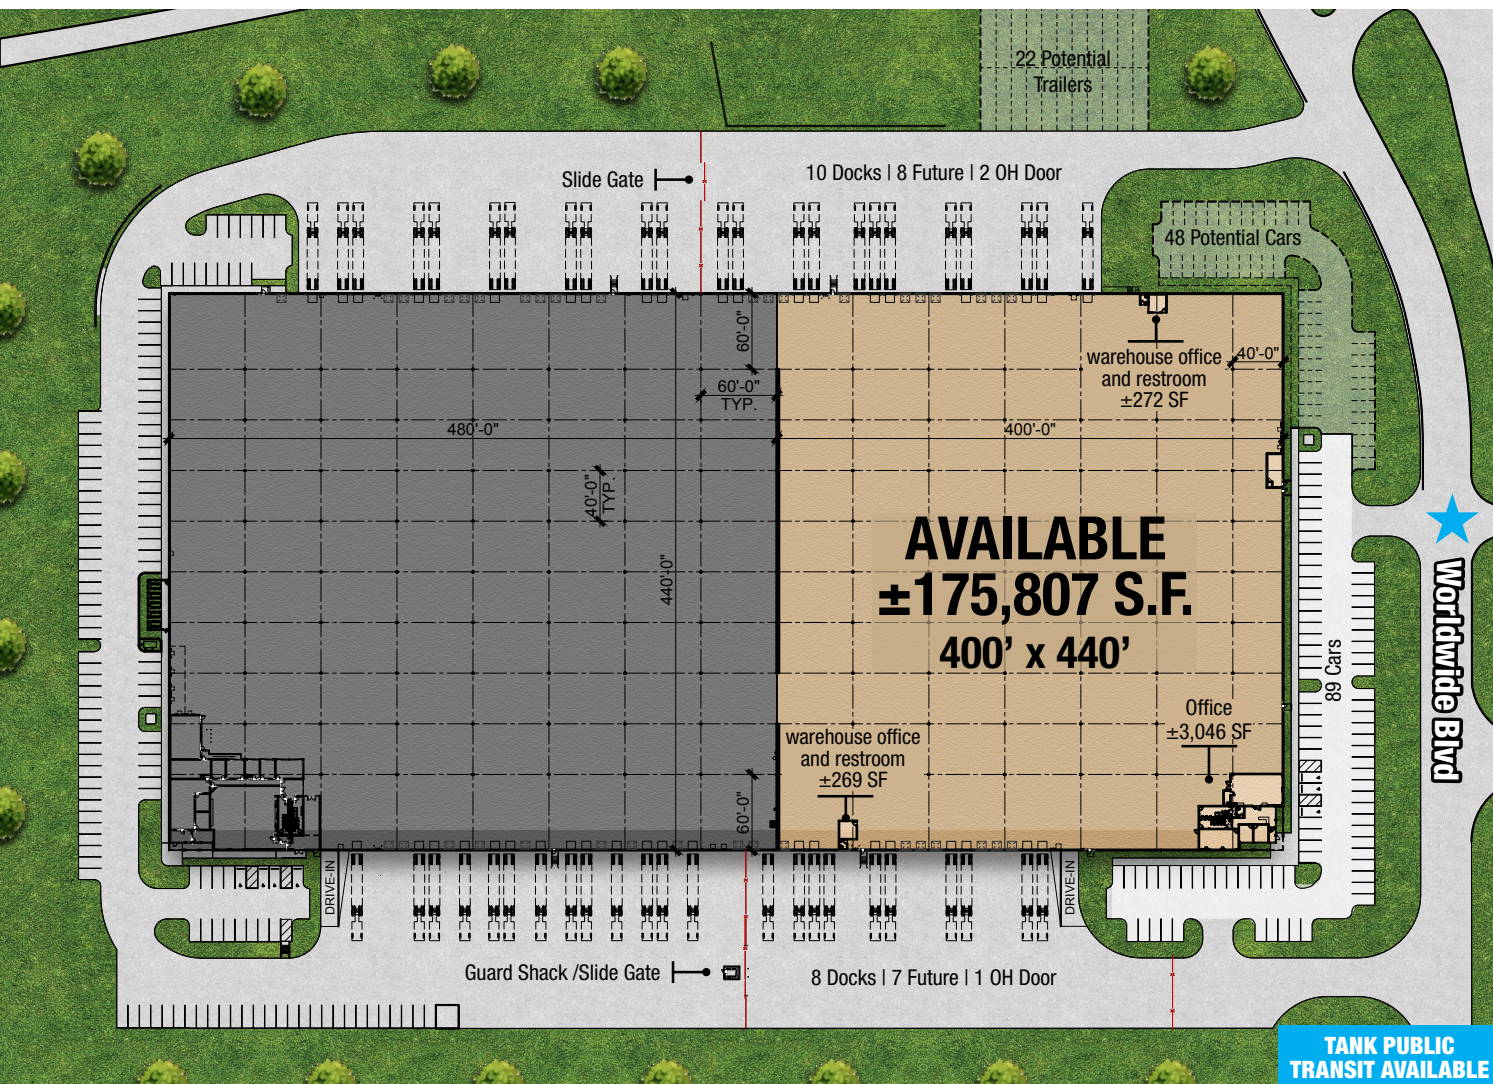 22 Potential
Trailers
Slide Gate
10 Docks | 8 Future | 2 OH Door
48 Potential Cars
60'-0"
warehouse office
and restroom
±272 SF
40'-0"
60'-0"
TYP.
480'-0"
400'-0"
40'-0"
TYP.
440'-0"
AVAILABLE
±175,807 S.F.
400’ x 440’
Worldwide Blvd
89 Cars
Office
±3,046 SF
warehouse office
and restroom
±269 SF
60'-0"
DRIVE-IN
DRIVE-IN
Guard Shack /Slide Gate
8 Docks | 7 Future | 1 OH Door
TANK PUBLIC
TRANSIT AVAILABLE